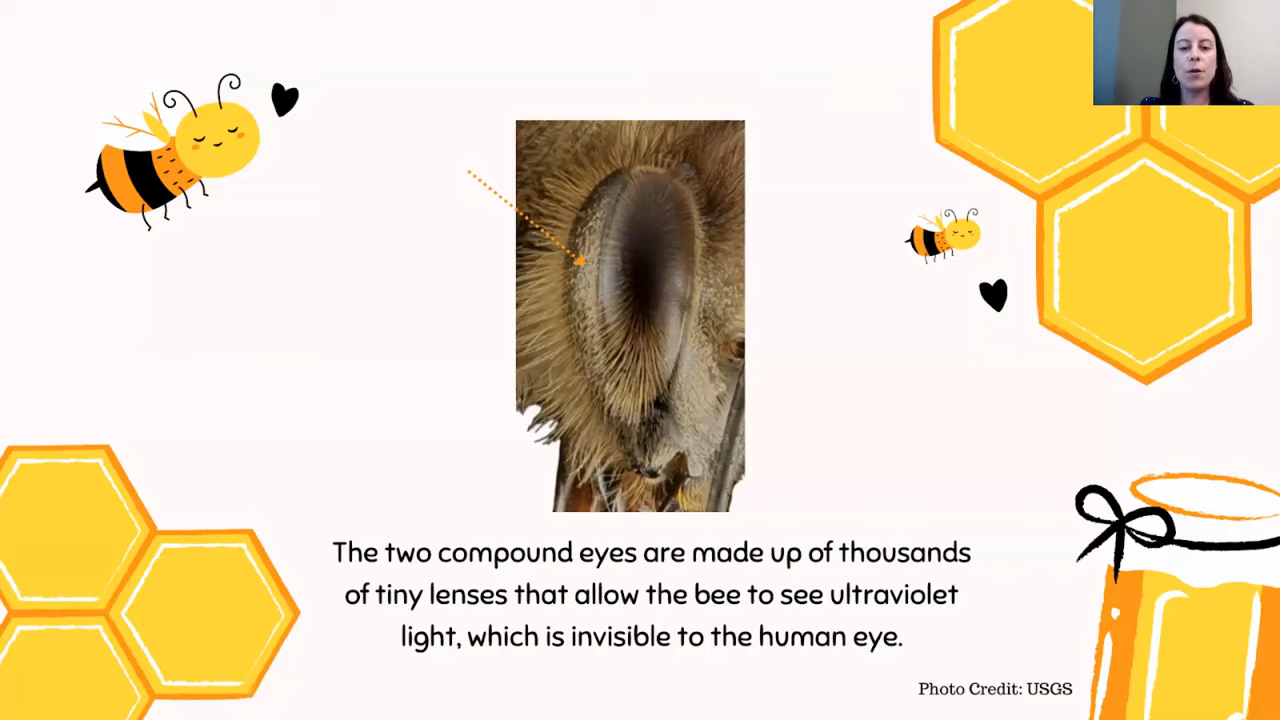 The two compound eyes are made up of thousands
of tiny lenses that allow the bee to see ultraviolet
light, which is invisible to the human eye.
Photo Credit: USGS